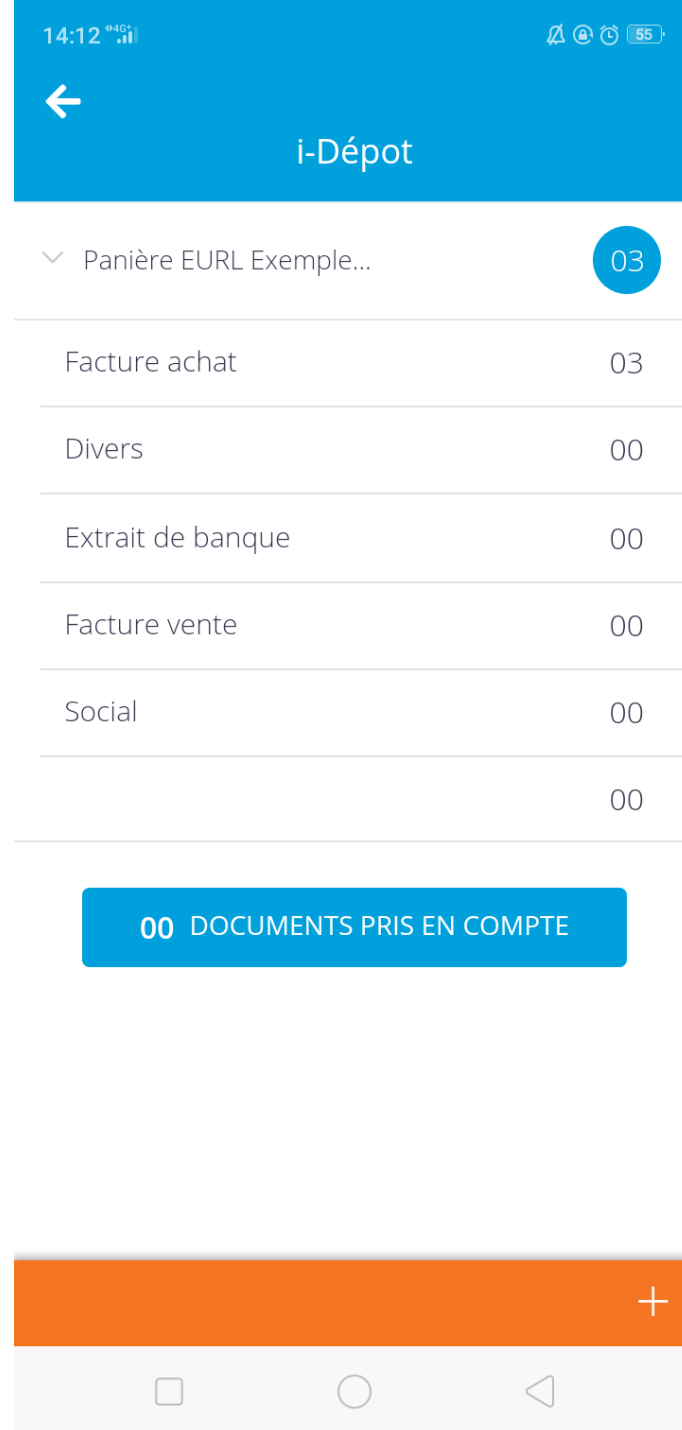 14:12 4G+ 55
i-Dépot
Panière EURL Exemple... 03
Facture achat 03
Divers 00
Extrait de banque 00
Facture vente 00
Social 00
00
00 DOCUMENTS PRIS EN COMPTE